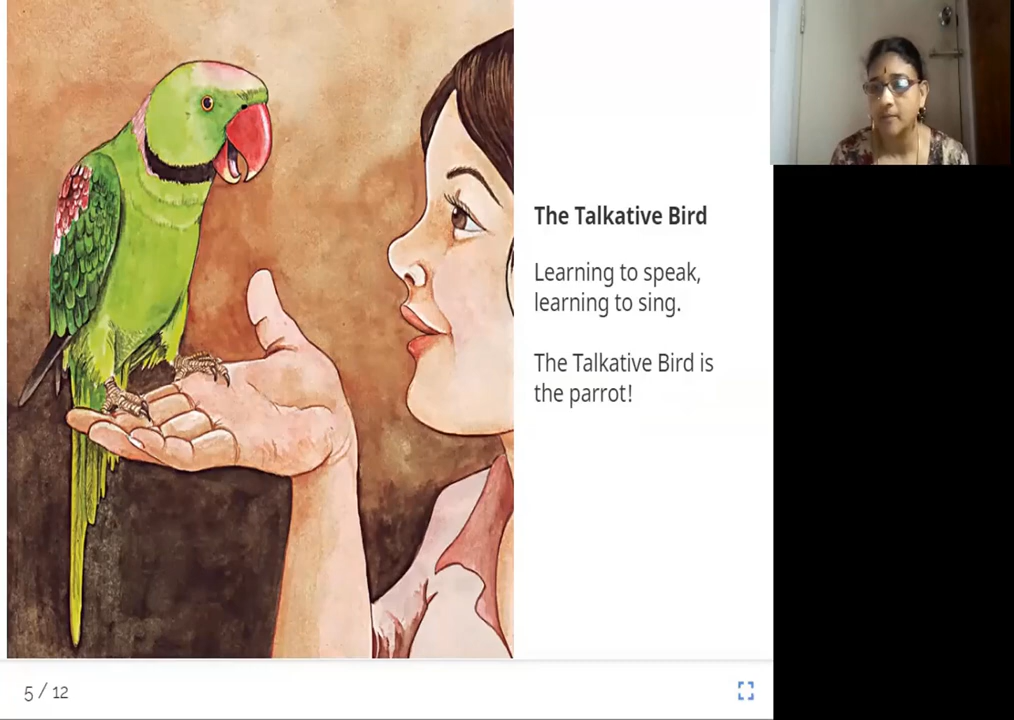 The Talkative Bird
Learning to speak,
learning to sing.
The Talkative Bird is
the parrot!
5 / 12